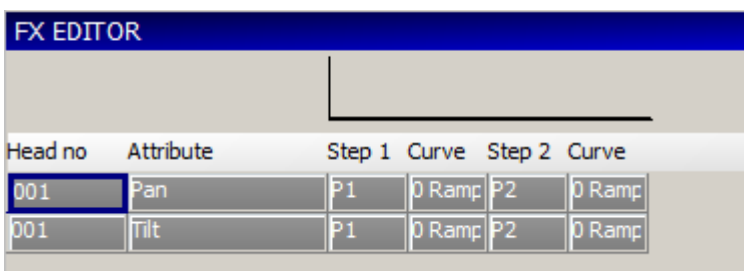 FX EDITOR
Head no Attribute Step 1 Curve Step 2 Curve
001 Pan P1 0 Ramp P2 0 Ramp
001 Tilt P1 0 Ramp P2 0 Ramp